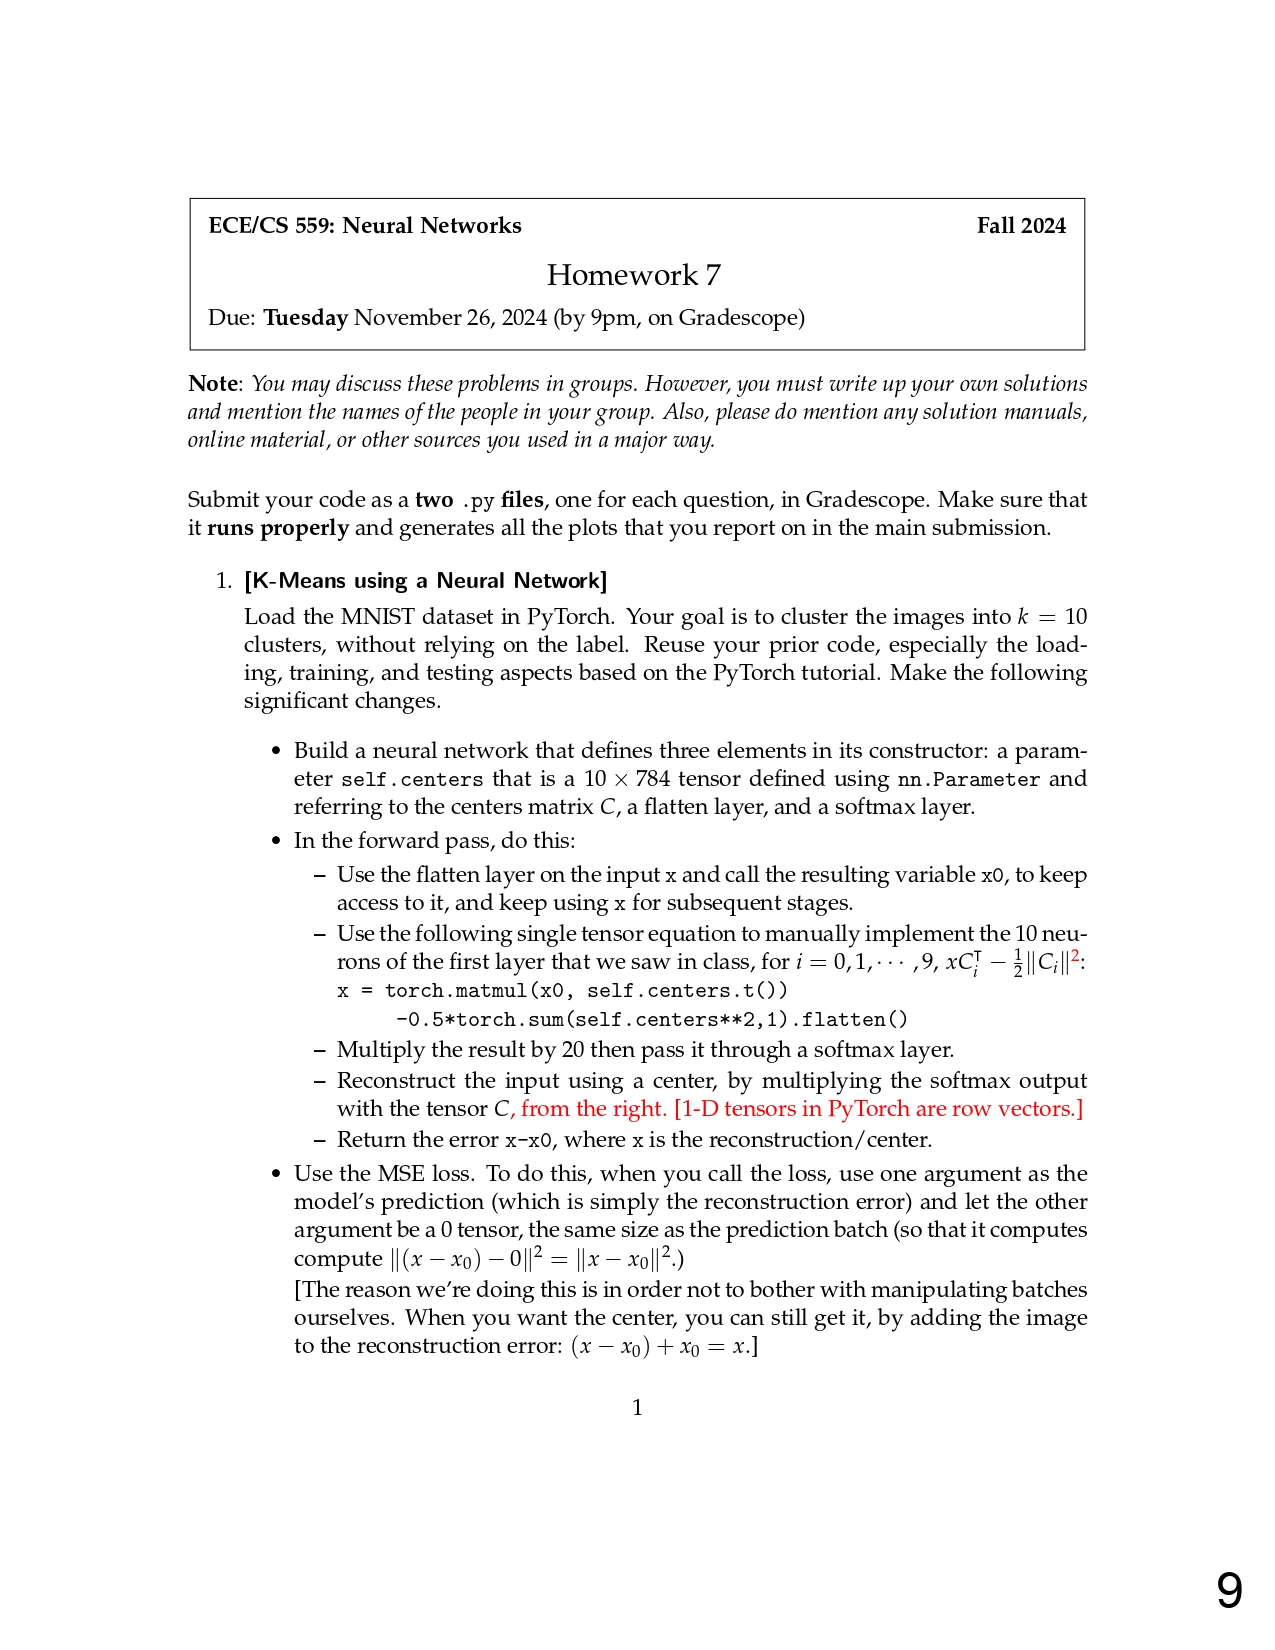 ECE/CS 559: Neural Networks Fall 2024
Homework 7
Due: Tuesday November 26, 2024 (by 9pm, on Gradescope)
Note: You may discuss these problems in groups. However, you must write up your own solutions
and mention the names of the people in your group. Also, please do mention any solution manuals,
online material, or other sources you used in a major way.
Submit your code as a two .py files, one for each question, in Gradescope. Make sure that
it runs properly and generates all the plots that you report on in the main submission.
1. [K-Means using a Neural Network]
Load the MNIST dataset in PyTorch. Your goal is to cluster the images into k = 10
clusters, without relying on the label. Reuse your prior code, especially the load-
ing, training, and testing aspects based on the PyTorch tutorial. Make the following
significant changes.
• Build a neural network that defines three elements in its constructor: a param-
eter self.centers that is a 10 × 784 tensor defined using nn.Parameter and
referring to the centers matrix C, a flatten layer, and a softmax layer.
• In the forward pass, do this:
– Use the flatten layer on the input x and call the resulting variable x0, to keep
access to it, and keep using x for subsequent stages.
– Use the following single tensor equation to manually implement the 10 neu-
rons of the first layer that we saw in class, for i = 0, 1, ⋯ , 9, xCᵢᵀ − ½‖Cᵢ‖²:
x = torch.matmul(x0, self.centers.t())
-0.5*torch.sum(self.centers**2,1).flatten()
– Multiply the result by 20 then pass it through a softmax layer.
– Reconstruct the input using a center, by multiplying the softmax output
with the tensor C, from the right. [1-D tensors in PyTorch are row vectors.]
– Return the error x-x0, where x is the reconstruction/center.
• Use the MSE loss. To do this, when you call the loss, use one argument as the
model's prediction (which is simply the reconstruction error) and let the other
argument be a 0 tensor, the same size as the prediction batch (so that it computes
compute ‖(x − x₀) − 0‖² = ‖x − x₀‖².)
[The reason we're doing this is in order not to bother with manipulating batches
ourselves. When you want the center, you can still get it, by adding the image
to the reconstruction error: (x − x₀) + x₀ = x.]
1
9